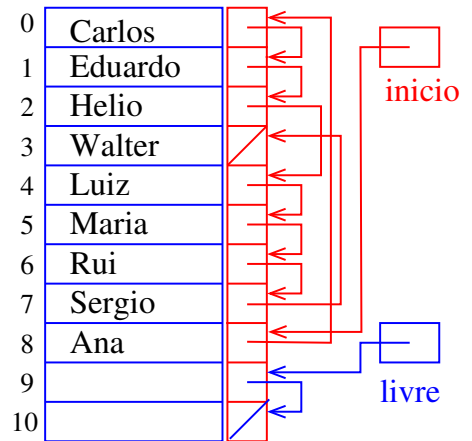 0 Carlos
1 Eduardo
inicio
2 Helio
3 Walter
4 Luiz
5 Maria
6 Rui
7 Sergio
8 Ana
9
livre
10